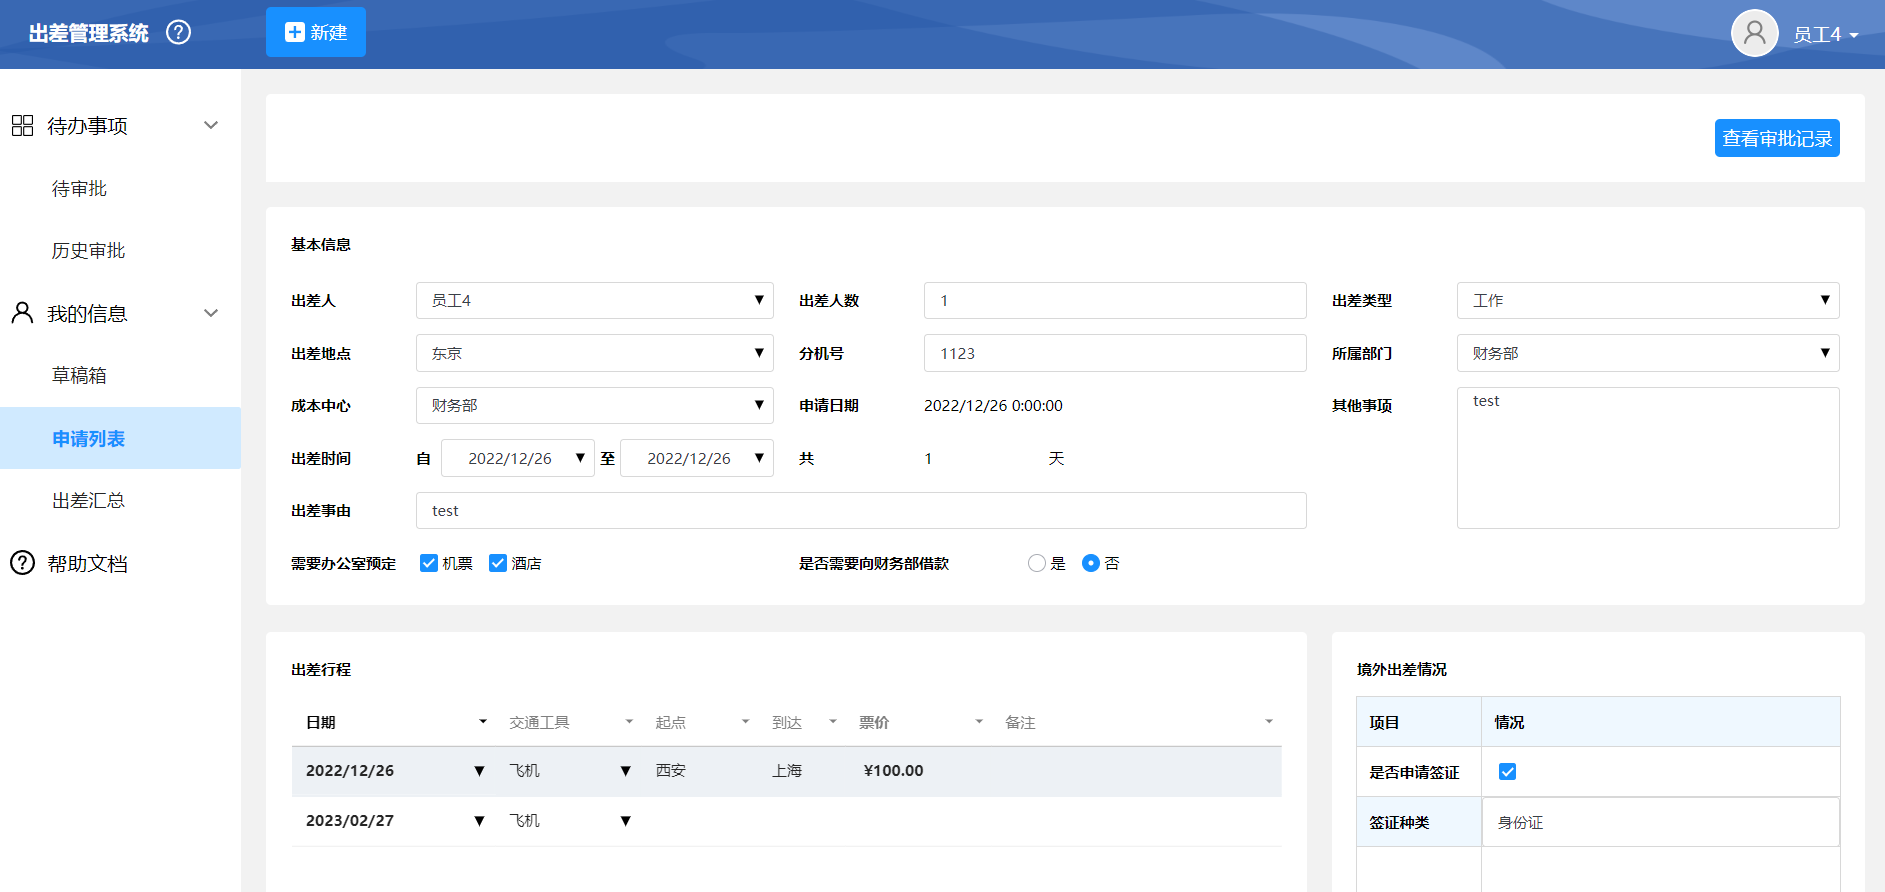 出差管理系统
新建
员工4
待办事项
待审批
历史审批
我的信息
草稿箱
申请列表
出差汇总
帮助文档
查看审批记录
基本信息
出差人 员工4 出差人数 1 出差类型 工作
出差地点 东京 分机号 1123 所属部门 财务部
成本中心 财务部 申请日期 2022/12/26 0:00:00 其他事项 test
出差时间 自 2022/12/26 至 2022/12/26 共 1 天
出差事由 test
需要办公室预定 机票 酒店 是否需要向财务部借款 是 否
出差行程
日期 交通工具 起点 到达 票价 备注
2022/12/26 飞机 西安 上海 ¥100.00
2023/02/27 飞机
境外出差情况
项目 情况
是否申请签证
签证种类 身份证